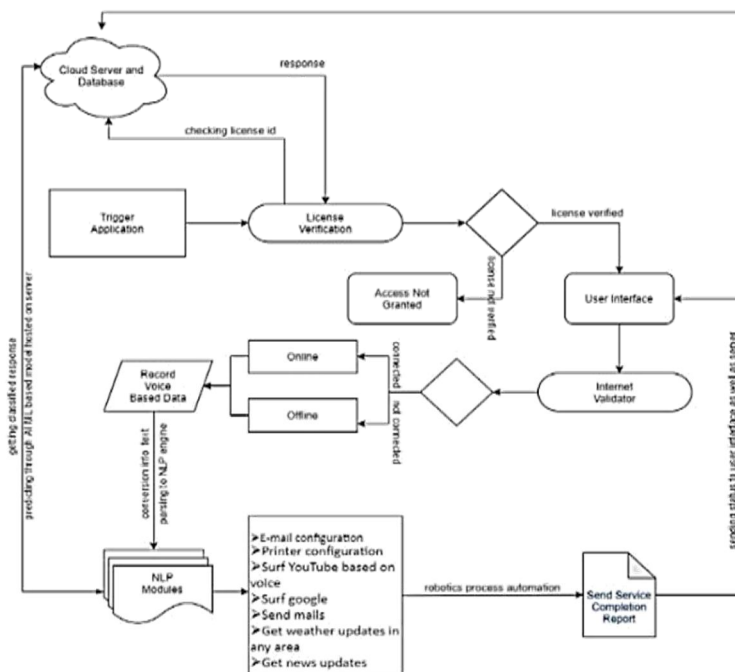 Cloud Server and
Database
response
checking license id
Trigger
Application
License
Verification
license verified
license not verified
Access Not
Granted
User Interface
Internet
Validator
connected
not connected
Online
Offline
Record
Voice
Based Data
conversion into text
parsing to NLP engine
getting classified response
predicting through AI ML based model hosted on server
NLP
Modules
➢E-mail configuration
➢Printer configuration
➢Surf YouTube based on
voice
➢Surf google
➢Send mails
➢Get weather updates in
any area
➢Get news updates
robotics process automation
Send Service
Completion
Report
sending status to user interface as well as server